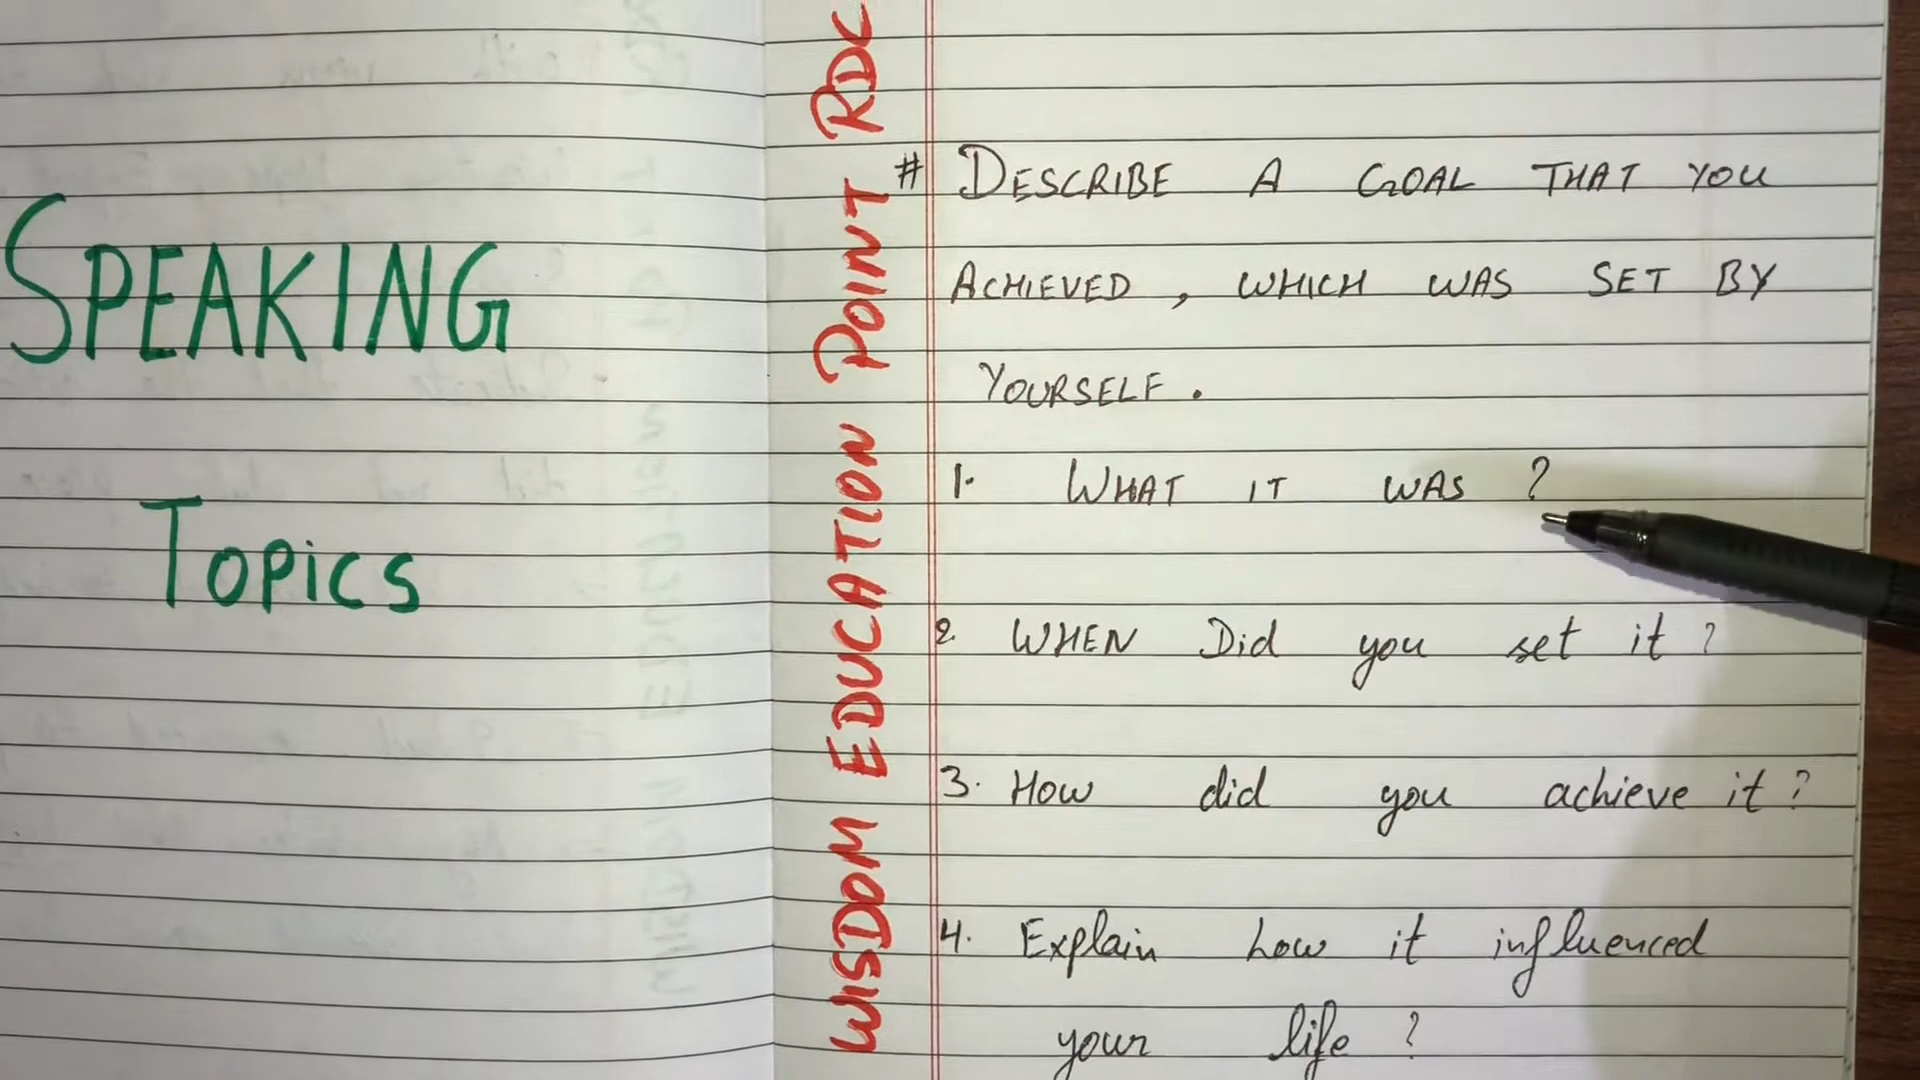 SPEAKING
TOPiCS
WISDOM EDUCATION POINT RDC
# DESCRIBE A GOAL THAT YOU
ACHIEVED, WHICH WAS SET BY
YOURSELF.
1. WHAT IT WAS ?
2. WHEN Did you set it ?
3. HOW did you achieve it ?
4. Explain how it influenced
your life ?